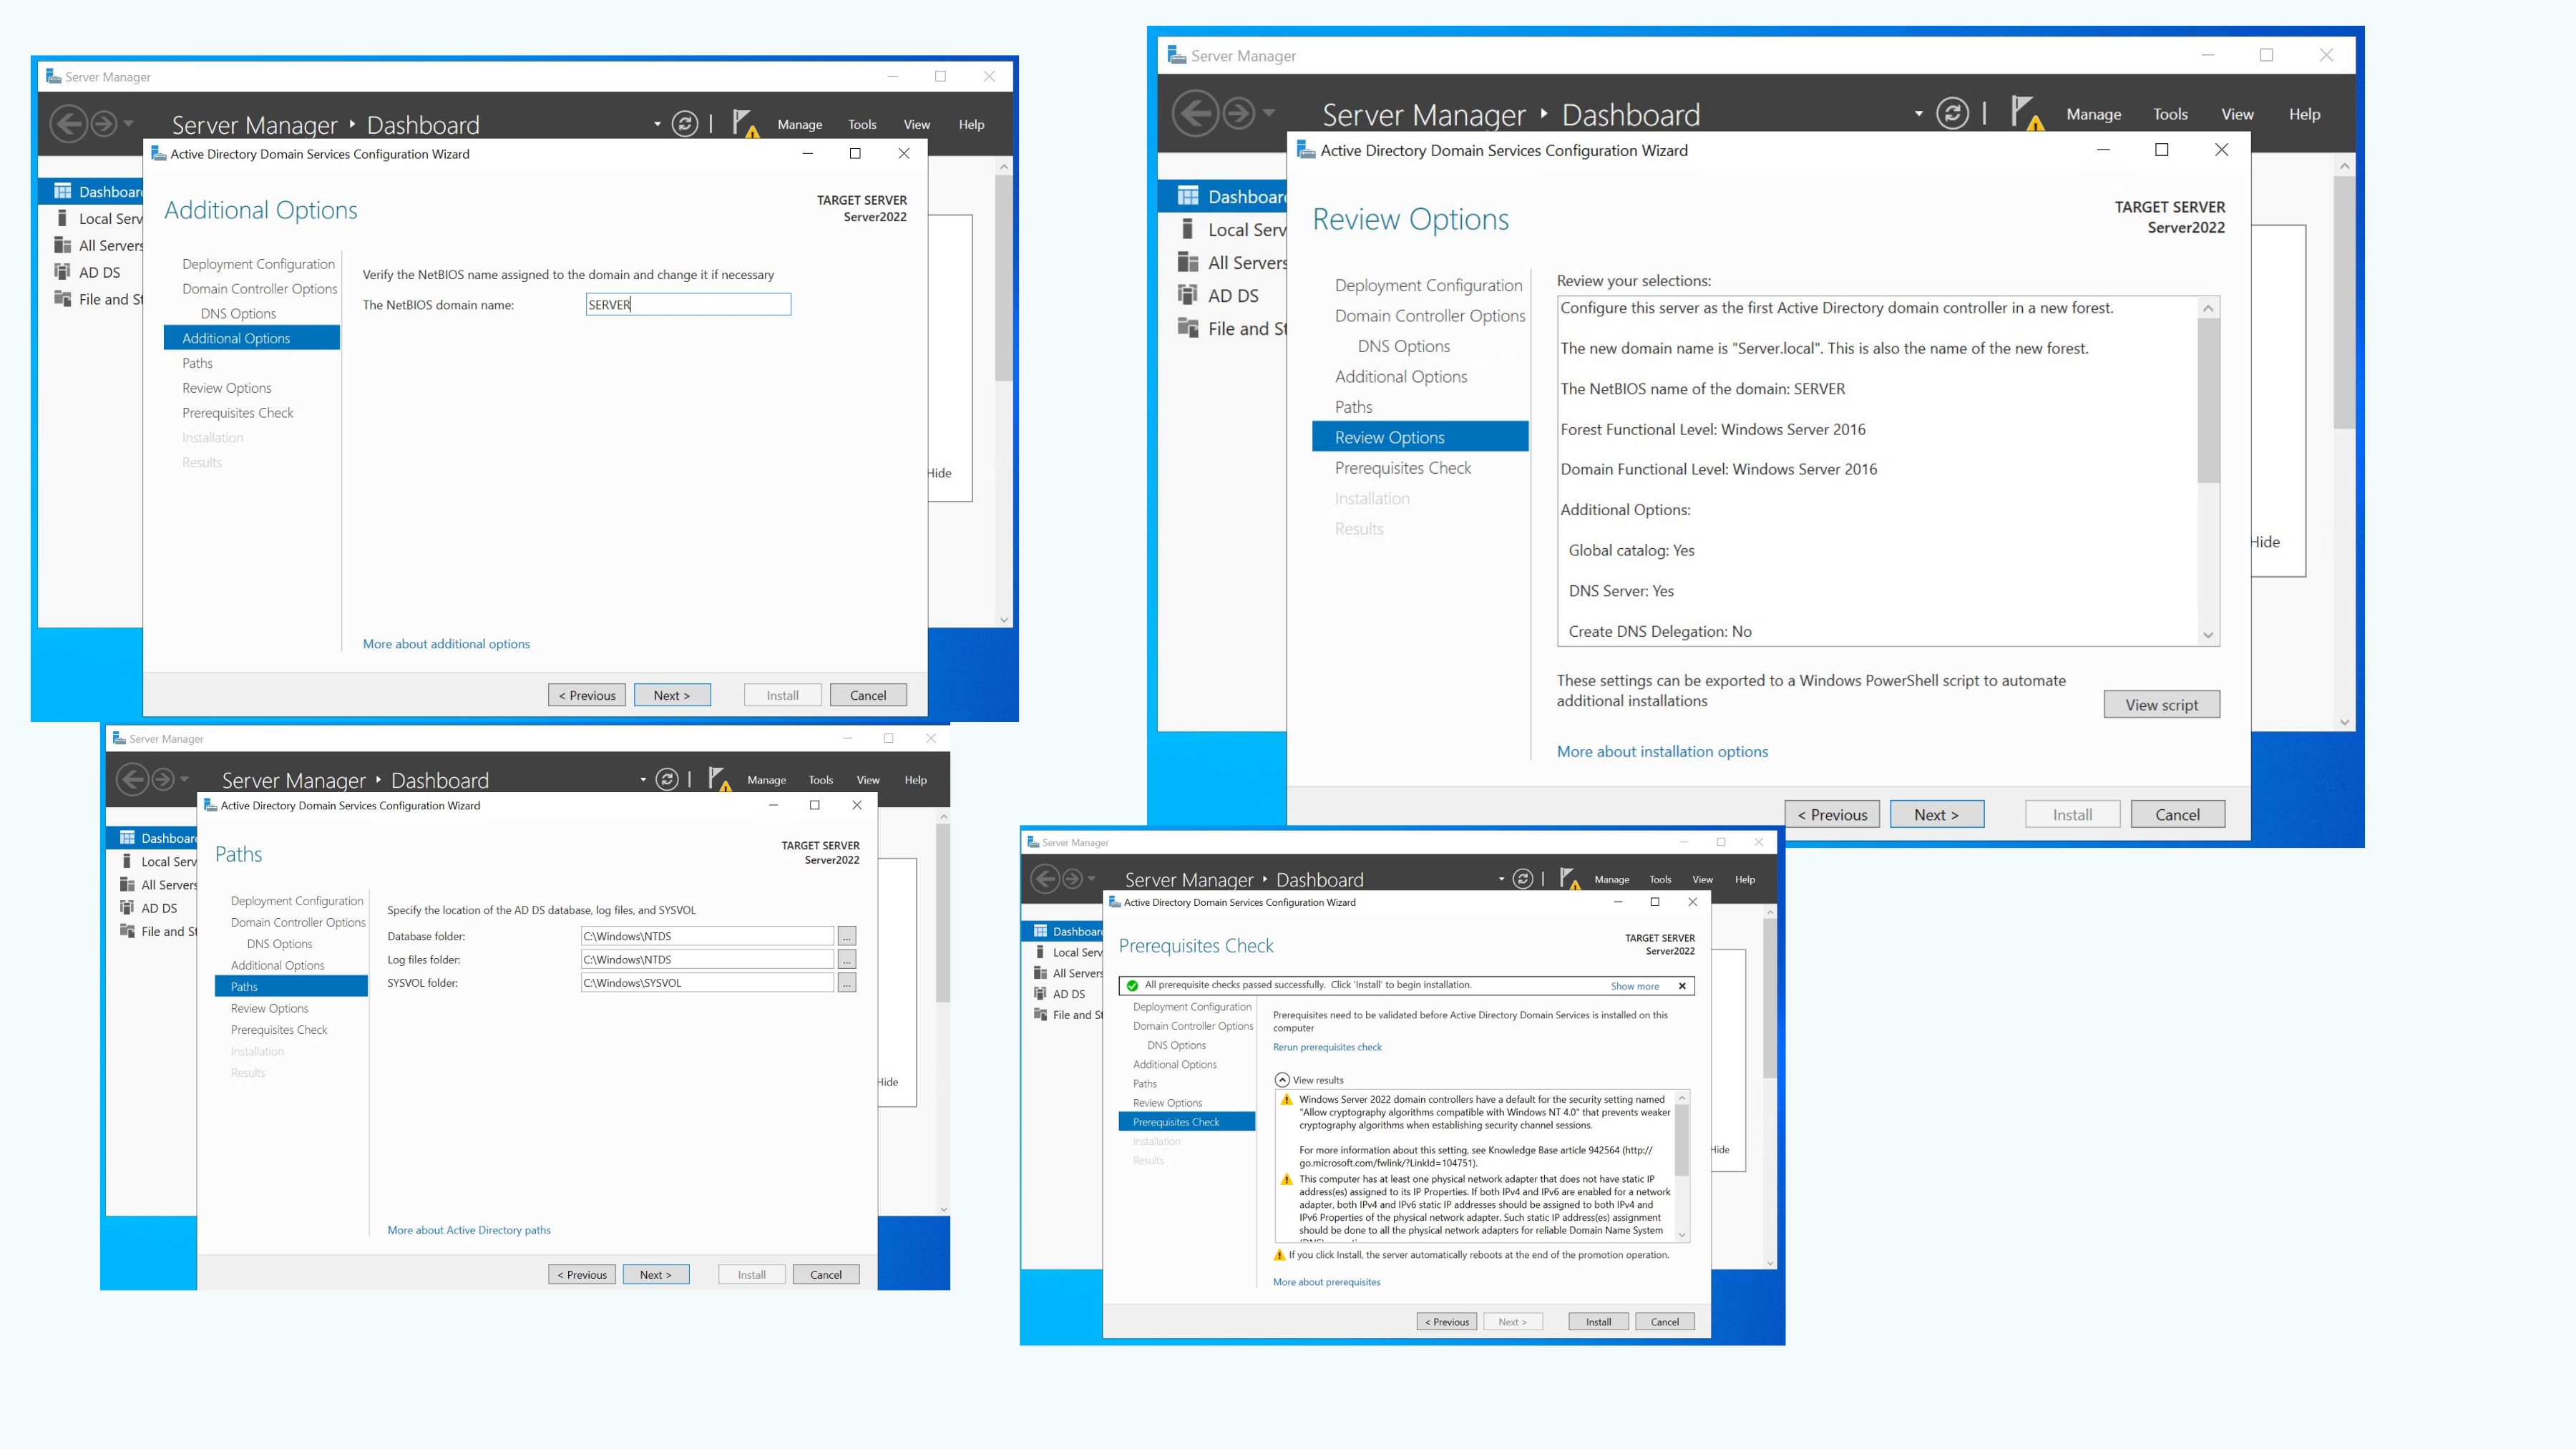 Server Manager
Server Manager ‣ Dashboard
Manage Tools View Help
Active Directory Domain Services Configuration Wizard
Dashboar
Local Serv
All Servers
AD DS
File and St
Additional Options
TARGET SERVER
Server2022
Deployment Configuration
Domain Controller Options
DNS Options
Additional Options
Paths
Review Options
Prerequisites Check
Installation
Results
Verify the NetBIOS name assigned to the domain and change it if necessary
The NetBIOS domain name: SERVER
Hide
More about additional options
< Previous Next > Install Cancel
Server Manager
Server Manager ‣ Dashboard
Manage Tools View Help
Active Directory Domain Services Configuration Wizard
Dashboar
Local Serv
All Servers
AD DS
File and St
Paths
TARGET SERVER
Server2022
Deployment Configuration
Domain Controller Options
DNS Options
Additional Options
Paths
Review Options
Prerequisites Check
Installation
Results
Specify the location of the AD DS database, log files, and SYSVOL
Database folder: C:\Windows\NTDS ...
Log files folder: C:\Windows\NTDS ...
SYSVOL folder: C:\Windows\SYSVOL ...
Hide
More about Active Directory paths
< Previous Next > Install Cancel
Server Manager
Server Manager ‣ Dashboard
Manage Tools View Help
Active Directory Domain Services Configuration Wizard
Dashboar
Local Serv
All Servers
AD DS
File and St
Review Options
TARGET SERVER
Server2022
Deployment Configuration
Domain Controller Options
DNS Options
Additional Options
Paths
Review Options
Prerequisites Check
Installation
Results
Review your selections:
Configure this server as the first Active Directory domain controller in a new forest.
The new domain name is "Server.local". This is also the name of the new forest.
The NetBIOS name of the domain: SERVER
Forest Functional Level: Windows Server 2016
Domain Functional Level: Windows Server 2016
Additional Options:
Global catalog: Yes
DNS Server: Yes
Create DNS Delegation: No
Hide
These settings can be exported to a Windows PowerShell script to automate
additional installations
View script
More about installation options
< Previous Next > Install Cancel
Server Manager
Server Manager ‣ Dashboard
Manage Tools View Help
Active Directory Domain Services Configuration Wizard
Dashboar
Local Serv
All Servers
AD DS
File and St
Prerequisites Check
TARGET SERVER
Server2022
All prerequisite checks passed successfully. Click 'Install' to begin installation. Show more
Deployment Configuration
Domain Controller Options
DNS Options
Additional Options
Paths
Review Options
Prerequisites Check
Installation
Results
Prerequisites need to be validated before Active Directory Domain Services is installed on this
computer
Rerun prerequisites check
View results
Windows Server 2022 domain controllers have a default for the security setting named
"Allow cryptography algorithms compatible with Windows NT 4.0" that prevents weaker
cryptography algorithms when establishing security channel sessions.
For more information about this setting, see Knowledge Base article 942564 (http://
go.microsoft.com/fwlink/?LinkId=104751).
This computer has at least one physical network adapter that does not have static IP
address(es) assigned to its IP Properties. If both IPv4 and IPv6 are enabled for a network
adapter, both IPv4 and IPv6 static IP addresses should be assigned to both IPv4 and
IPv6 Properties of the physical network adapter. Such static IP address(es) assignment
should be done to all the physical network adapters for reliable Domain Name System
Hide
If you click Install, the server automatically reboots at the end of the promotion operation.
More about prerequisites
< Previous Next > Install Cancel